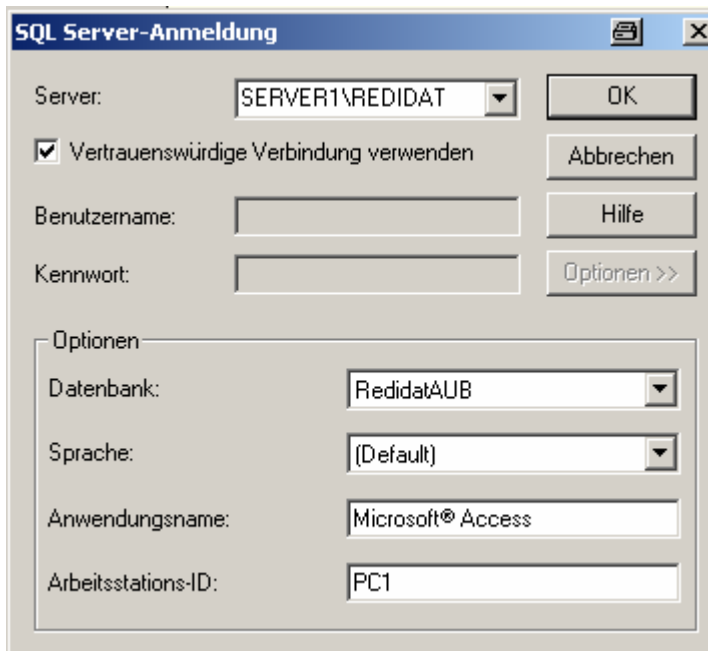 SQL Server-Anmeldung
Server: SERVER1\REDIDAT OK
Vertrauenswürdige Verbindung verwenden Abbrechen
Benutzername: Hilfe
Kennwort: Optionen >>
Optionen
Datenbank: RedidatAUB
Sprache: (Default)
Anwendungsname: Microsoft® Access
Arbeitsstations-ID: PC1